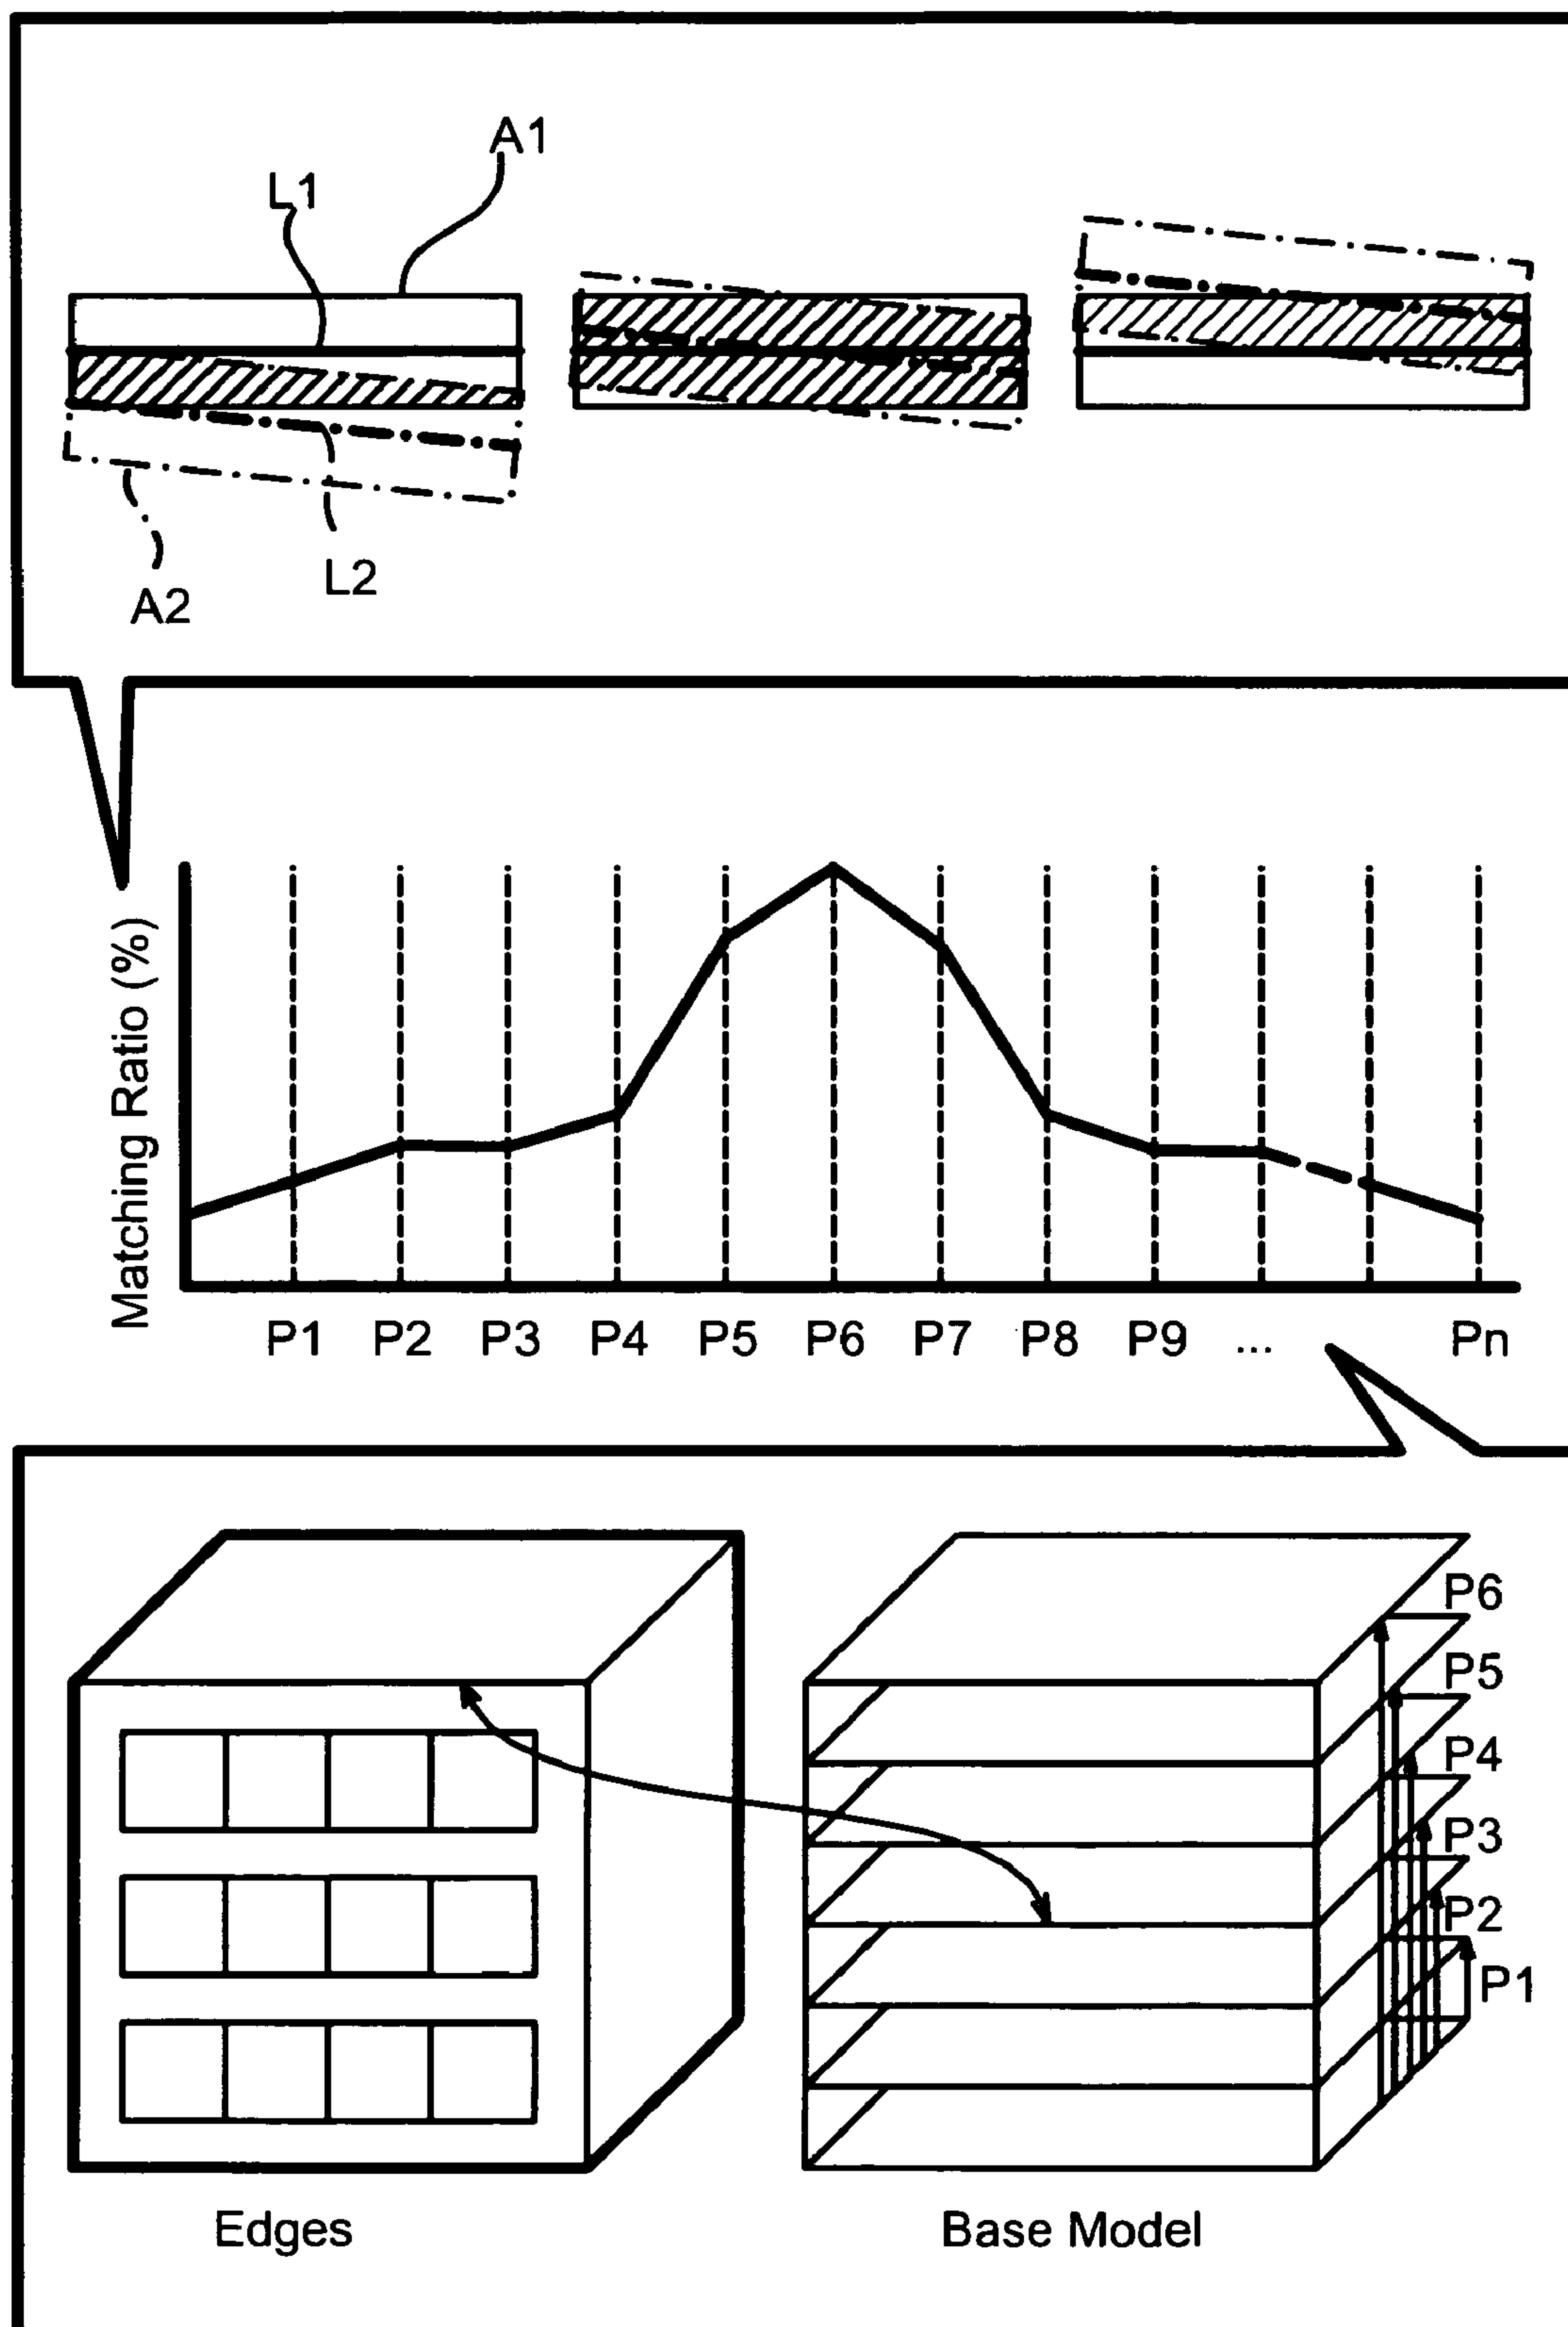 A1
L1
L2
A2
Matching Ratio (%)
P1 P2 P3 P4 P5 P6 P7 P8 P9 ... Pn
P6
P5
P4
P3
P2
P1
Edges
Base Model